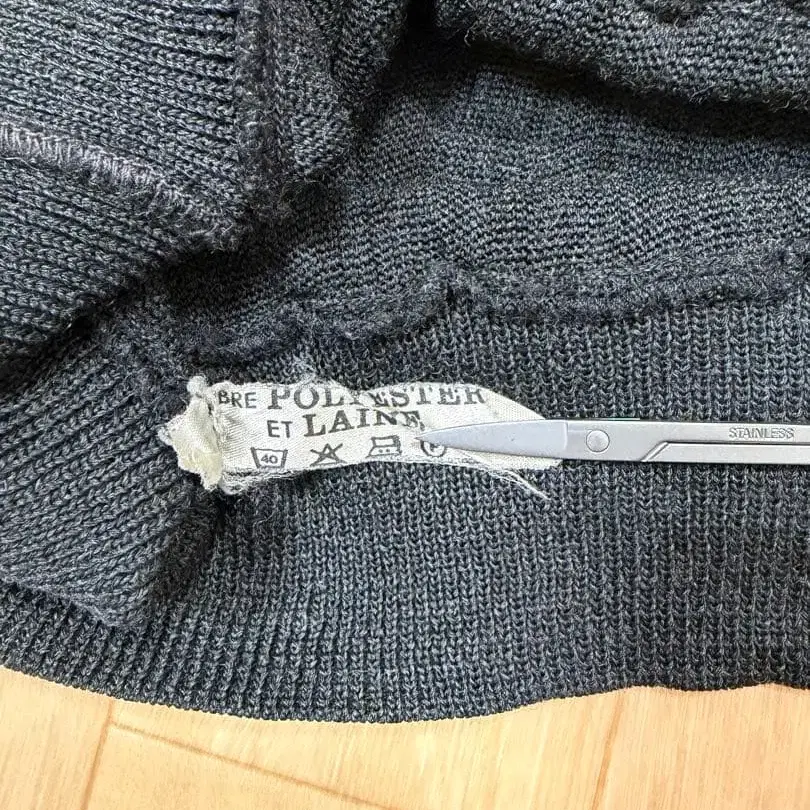 BRE POLYESTER
ET LAINE
40
STAINLESS